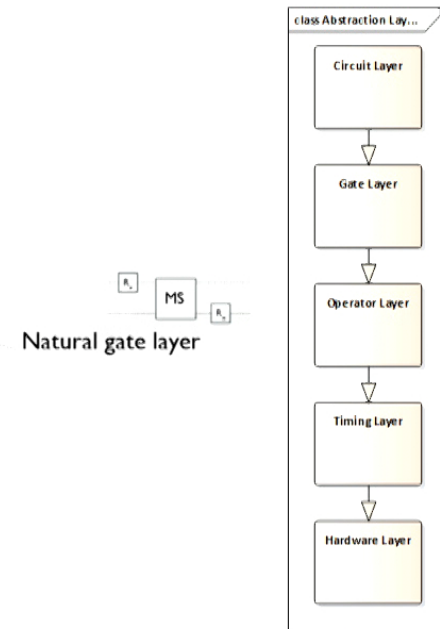 class Abstraction Lay...
Circuit Layer
Gate Layer
Operator Layer
Timing Layer
Hardware Layer
MS
Natural gate layer